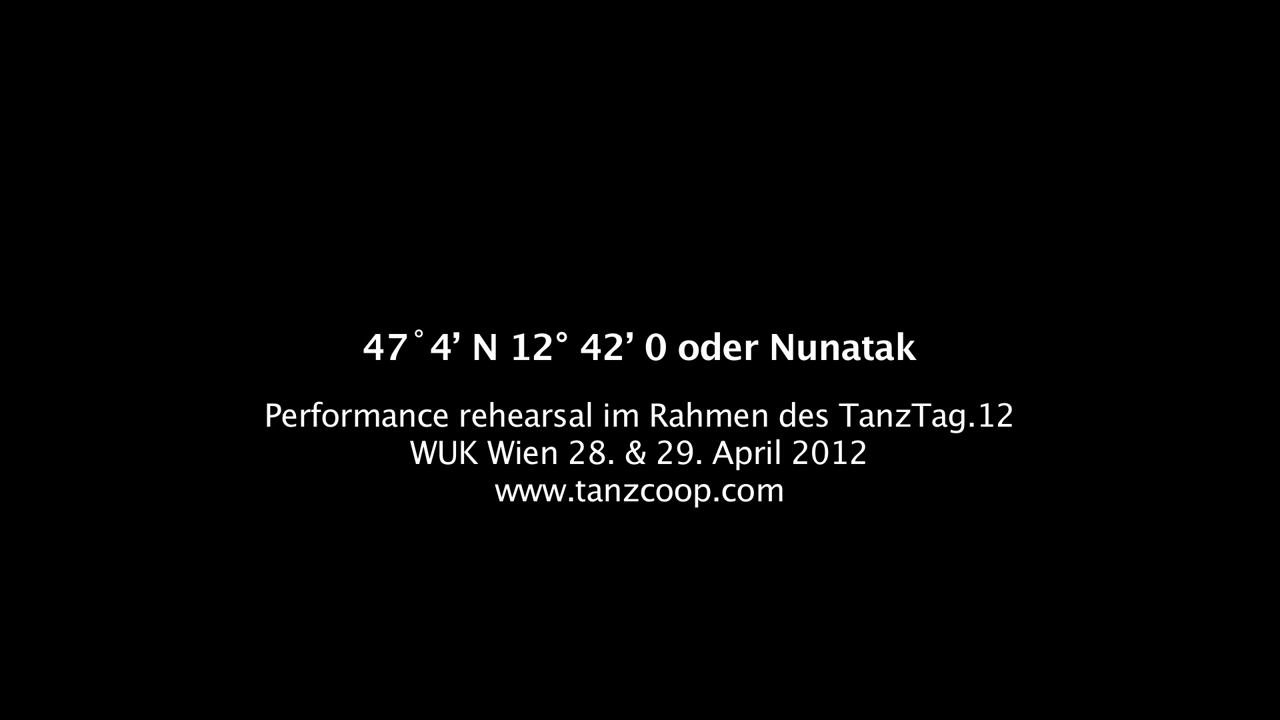 47˚4’ N 12° 42’ 0 oder Nunatak
Performance rehearsal im Rahmen des TanzTag.12
WUK Wien 28. & 29. April 2012
www.tanzcoop.com